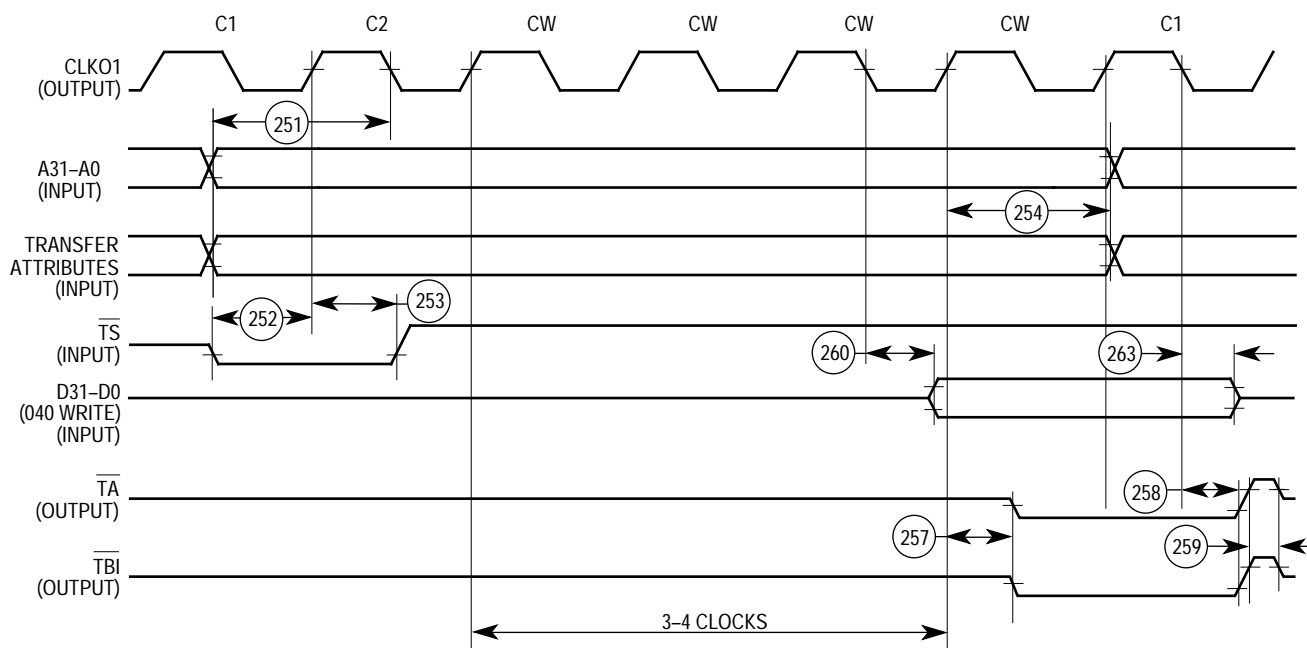 C1 C2 CW CW CW CW C1
CLKO1
(OUTPUT)
251
A31–A0
(INPUT)
254
TRANSFER
ATTRIBUTES
(INPUT)
252
253
TS
(INPUT)
260
263
D31–D0
(040 WRITE)
(INPUT)
TA
(OUTPUT)
258
257
259
TBI
(OUTPUT)
3–4 CLOCKS